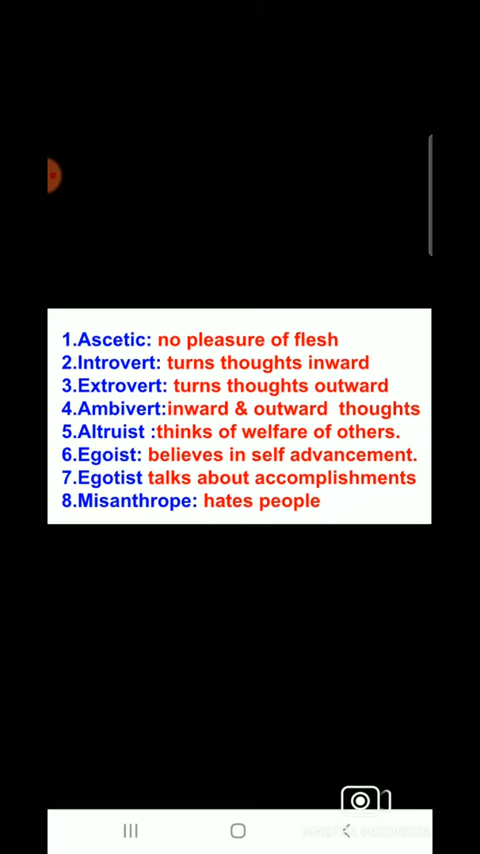 1.Ascetic: no pleasure of flesh
2.Introvert: turns thoughts inward
3.Extrovert: turns thoughts outward
4.Ambivert:inward & outward  thoughts
5.Altruist :thinks of welfare of others.
6.Egoist: believes in self advancement.
7.Egotist talks about accomplishments
8.Misanthrope: hates people
MASTER RECORDER